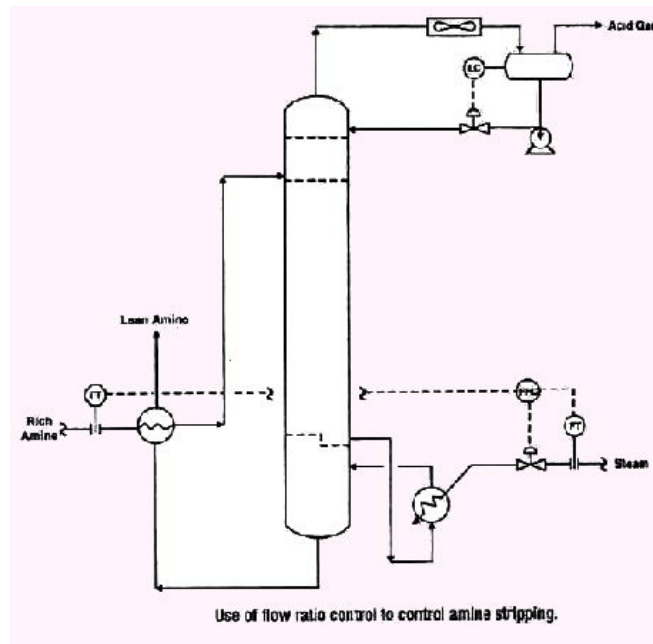 Acid Gas
LC
Lean Amine
FT
Rich
Amine
FT
Steam
Use of flow ratio control to control amine stripping.